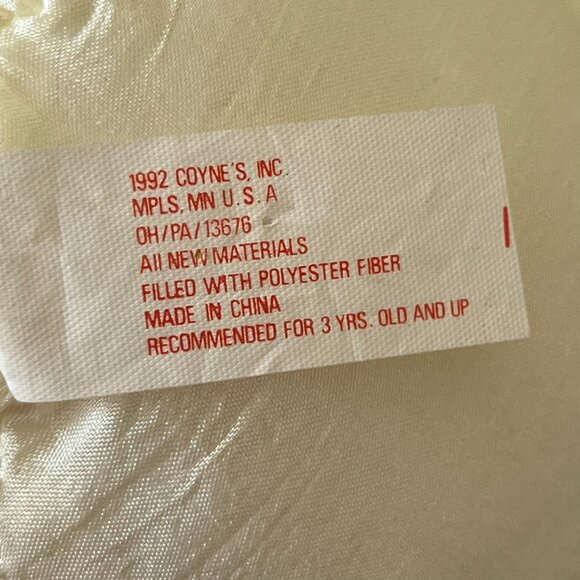 1992 COYNE'S, INC.
MPLS, MN U.S.A
OH/PA/13676
All NEW MATERIALS
FILLED WITH POLYESTER FIBER
MADE IN CHINA
RECOMMENDED FOR 3 YRS. OLD AND UP